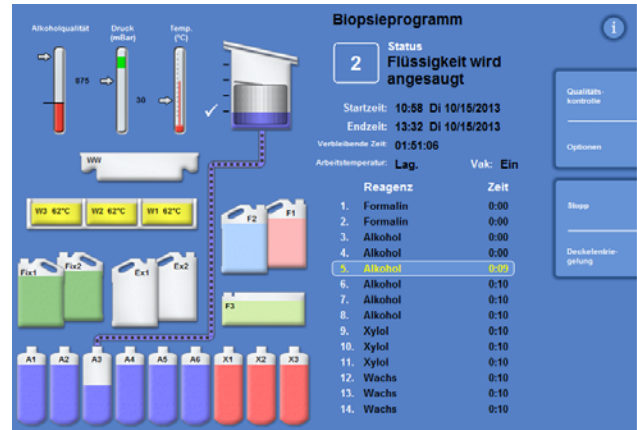 Alkoholqualität
Druck
(mBar)
Temp.
(°C)
875
30
WW
W3 62°C
W2 62°C
W1 62°C
F2
F1
Fix1
Fix2
Ex1
Ex2
F3
A1
A2
A3
A4
A5
A6
X1
X2
X3
Biopsieprogramm
2
Status
Flüssigkeit wird
angesaugt
Startzeit: 10:58 Di 10/15/2013
Endzeit: 13:32 Di 10/15/2013
Verbleibende Zeit: 01:51:06
Arbeitstemperatur: Lag. Vak: Ein
Reagenz Zeit
1. Formalin 0:00
2. Formalin 0:00
3. Alkohol 0:00
4. Alkohol 0:00
5. Alkohol 0:09
6. Alkohol 0:10
7. Alkohol 0:10
8. Alkohol 0:10
9. Xylol 0:10
10. Xylol 0:10
11. Xylol 0:10
12. Wachs 0:10
13. Wachs 0:10
14. Wachs 0:10
i
Qualitäts-
kontrolle
Optionen
Stopp
Deckelentrie-
gelung